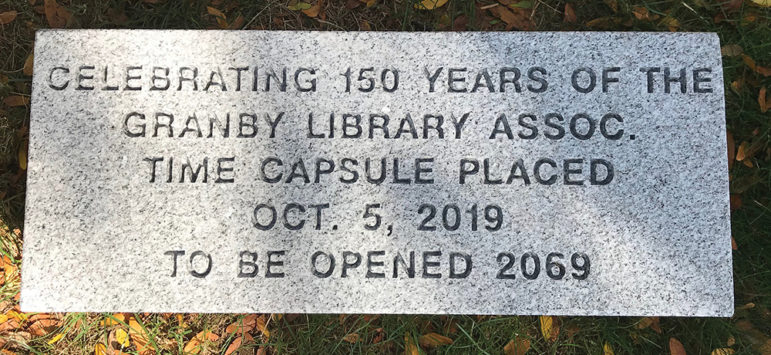 CELEBRATING 150 YEARS OF THE
GRANBY LIBRARY ASSOC.
TIME CAPSULE PLACED
OCT. 5, 2019
TO BE OPENED 2069